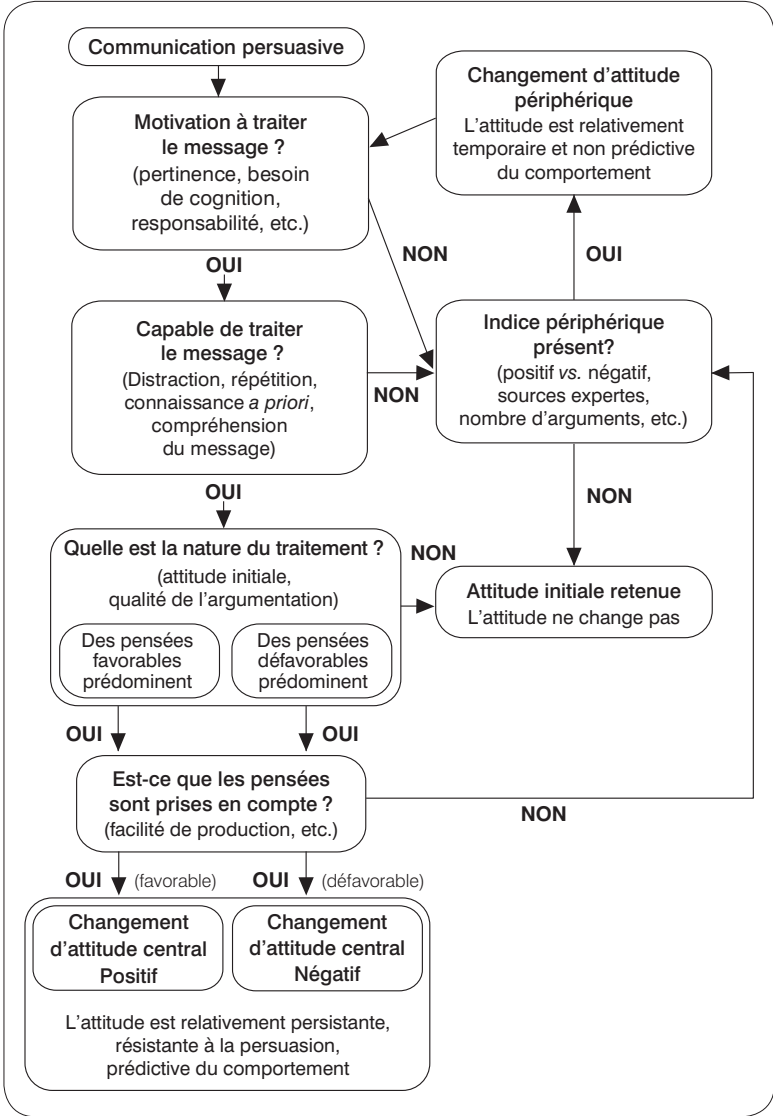 Communication persuasive
Motivation à traiter
le message ?
(pertinence, besoin
de cognition,
responsabilité, etc.)
Changement d'attitude
périphérique
L'attitude est relativement
temporaire et non prédictive
du comportement
OUI
NON
OUI
Capable de traiter
le message ?
(Distraction, répétition,
connaissance a priori,
compréhension
du message)
NON
Indice périphérique
présent?
(positif vs. négatif,
sources expertes,
nombre d'arguments, etc.)
OUI
NON
Quelle est la nature du traitement ?
(attitude initiale,
qualité de l'argumentation)
Des pensées
favorables
prédominent
Des pensées
défavorables
prédominent
NON
Attitude initiale retenue
L'attitude ne change pas
OUI
OUI
Est-ce que les pensées
sont prises en compte ?
(facilité de production, etc.)
NON
OUI (favorable)
OUI (défavorable)
Changement
d'attitude central
Positif
Changement
d'attitude central
Négatif
L'attitude est relativement persistante,
résistante à la persuasion,
prédictive du comportement